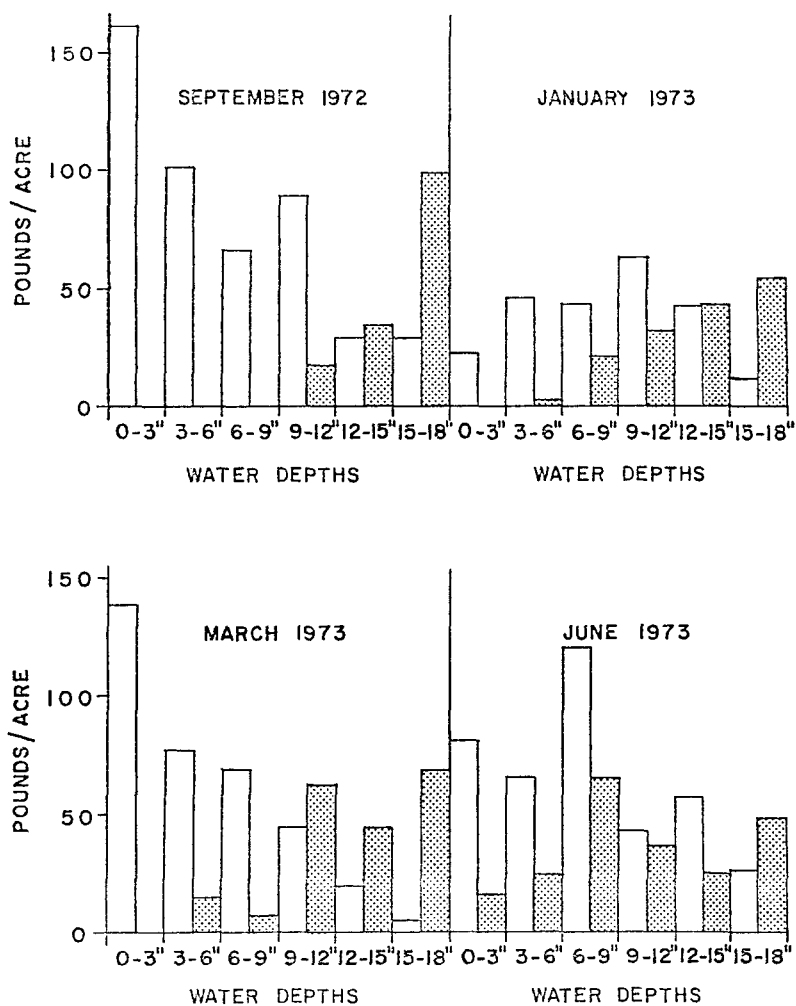 150
SEPTEMBER 1972
JANUARY 1973
100
POUNDS/ACRE
50
0
0-3" 3-6" 6-9" 9-12" 12-15" 15-18" 0-3" 3-6" 6-9" 9-12" 12-15" 15-18"
WATER DEPTHS
WATER DEPTHS
150
MARCH 1973
JUNE 1973
100
POUNDS/ACRE
50
0
0-3" 3-6" 6-9" 9-12" 12-15" 15-18" 0-3" 3-6" 6-9" 9-12" 12-15" 15-18"
WATER DEPTHS
WATER DEPTHS